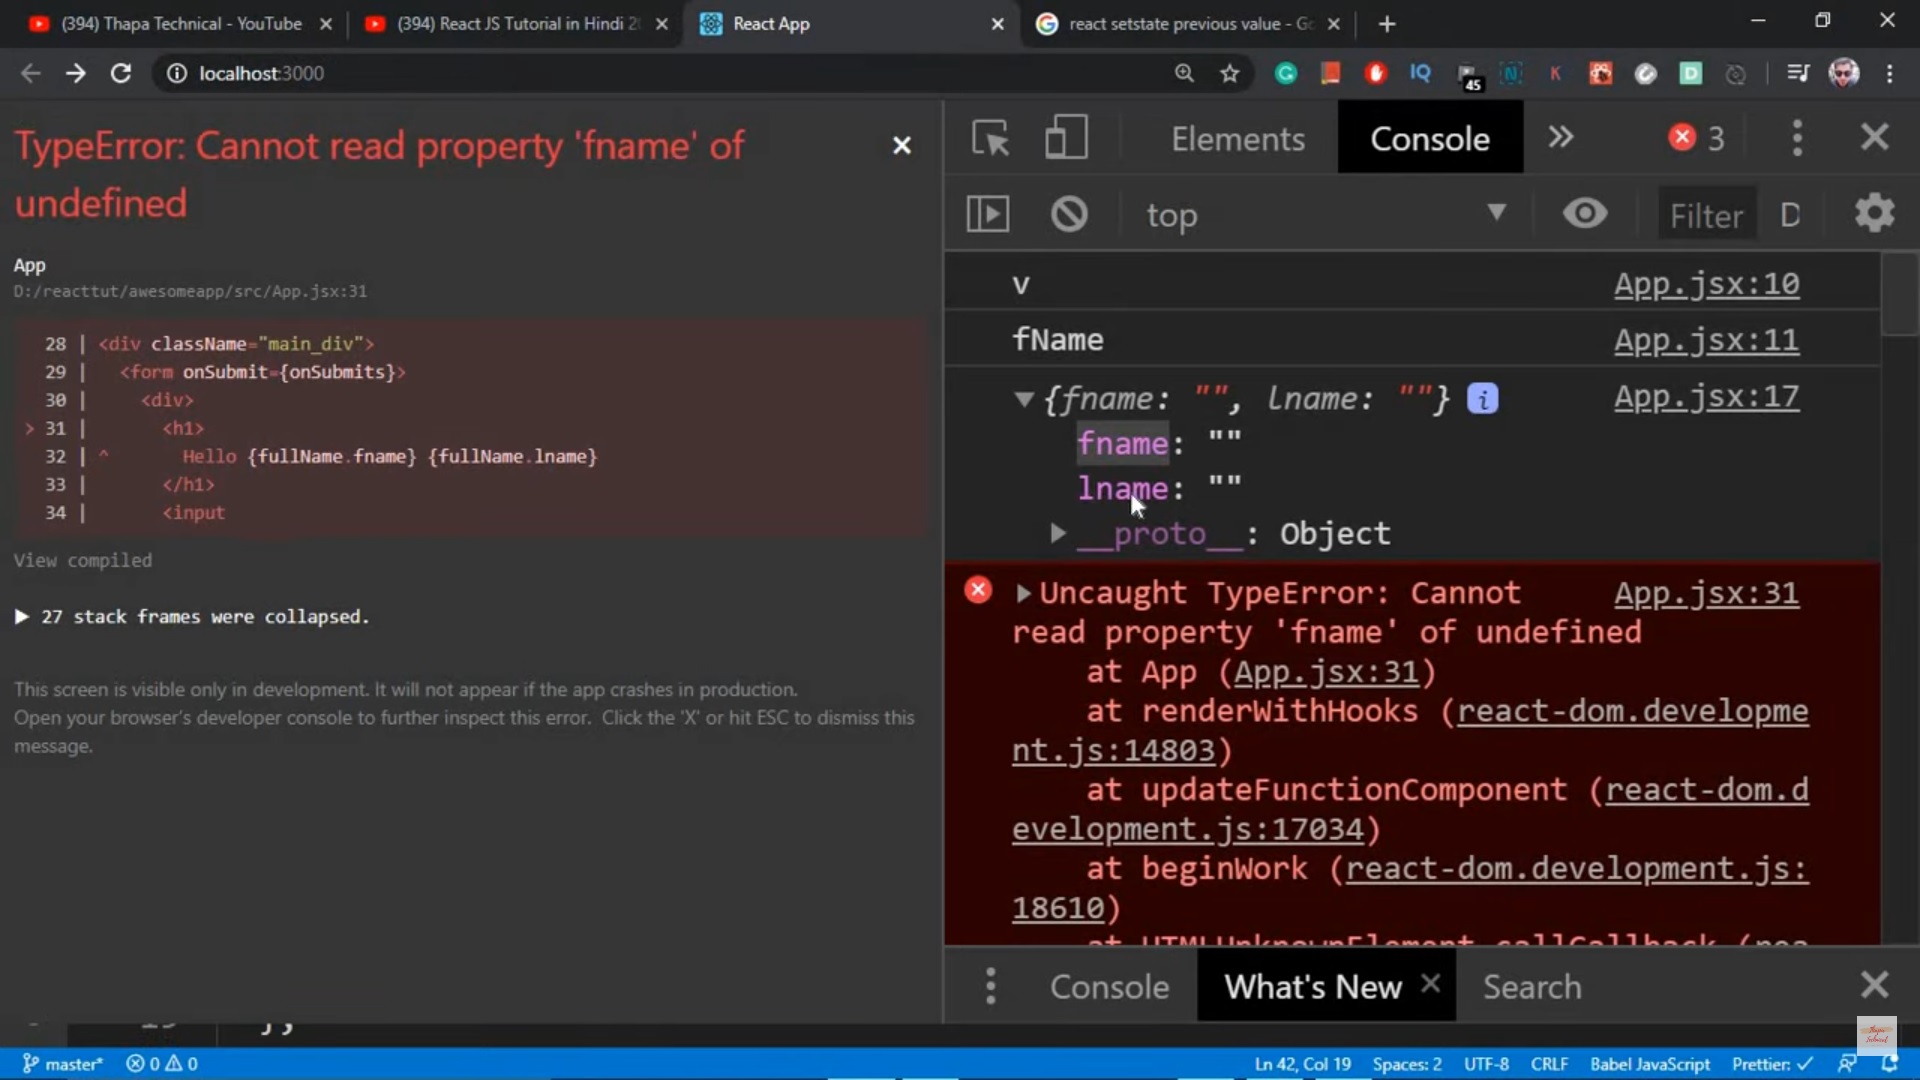 (394) Thapa Technical - YouTube
(394) React JS Tutorial in Hindi 2
React App
react setstate previous value - Go
localhost:3000
IQ
45
N
K
D
TypeError: Cannot read property 'fname' of
undefined
App
D:/reacttut/awesomeapp/src/App.jsx:31
28 | <div className="main_div">
29 | <form onSubmit={onSubmits}>
30 | <div>
> 31 | <h1>
32 | ^ Hello {fullName.fname} {fullName.lname}
33 | </h1>
34 | <input
View compiled
▶ 27 stack frames were collapsed.
This screen is visible only in development. It will not appear if the app crashes in production.
Open your browser's developer console to further inspect this error. Click the 'X' or hit ESC to dismiss this
message.
Elements
Console
3
top
Filter
D
v App.jsx:10
fName App.jsx:11
{fname: "", lname: ""} i App.jsx:17
fname: ""
lname: ""
__proto__: Object
Uncaught TypeError: Cannot App.jsx:31
read property 'fname' of undefined
at App (App.jsx:31)
at renderWithHooks (react-dom.developme
nt.js:14803)
at updateFunctionComponent (react-dom.d
evelopment.js:17034)
at beginWork (react-dom.development.js:
18610)
at HTMLUnknownElement.callCallback (rea
Console
What's New
Search
master*
0 0
Ln 42, Col 19
Spaces: 2
UTF-8
CRLF
Babel JavaScript
Prettier: ✓